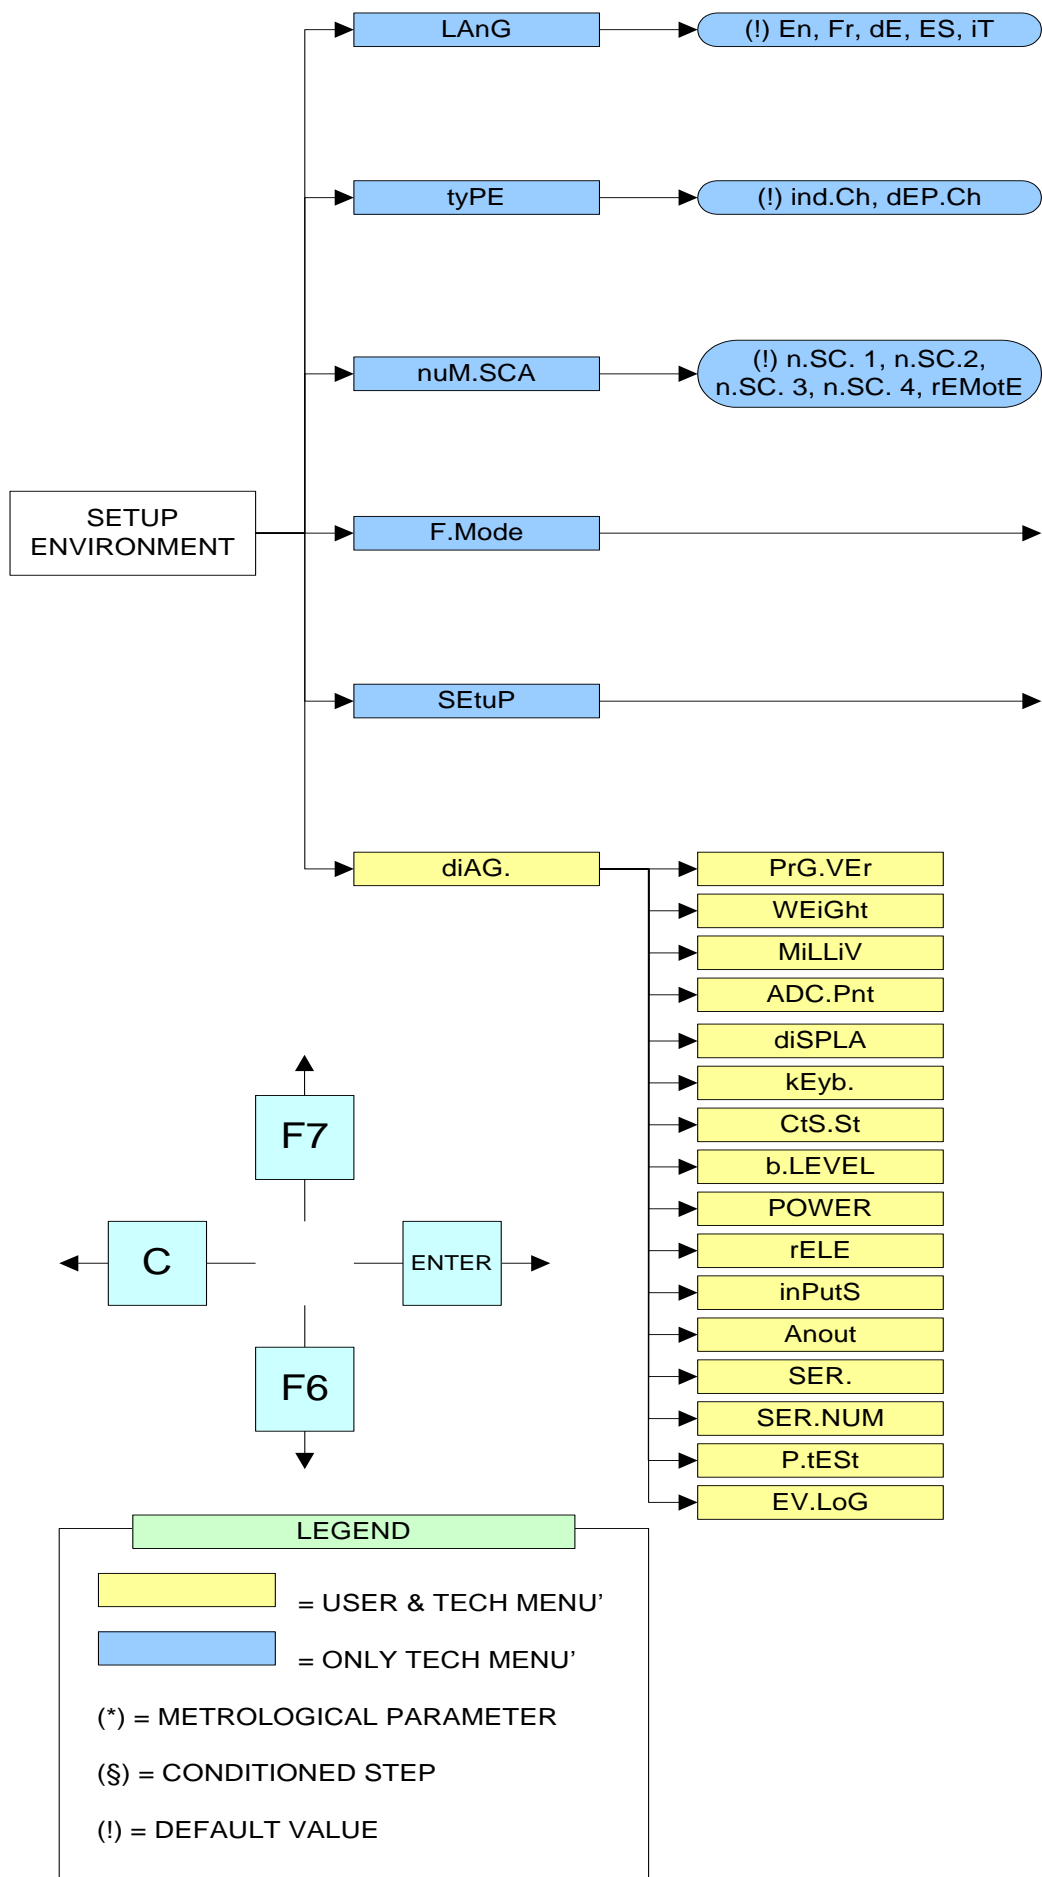 LAnG
(!) En, Fr, dE, ES, iT
tyPE
(!) ind.Ch, dEP.Ch
nuM.SCA
(!) n.SC. 1, n.SC.2,
n.SC. 3, n.SC. 4, rEMotE
SETUP
ENVIRONMENT
F.Mode
SEtuP
diAG.
PrG.VEr
WEiGht
MiLLiV
ADC.Pnt
diSPLA
kEyb.
CtS.St
b.LEVEL
POWER
rELE
inPutS
Anout
SER.
SER.NUM
P.tESt
EV.LoG
F7
C
ENTER
F6
LEGEND
= USER & TECH MENU’
= ONLY TECH MENU’
(*) = METROLOGICAL PARAMETER
(§) = CONDITIONED STEP
(!) = DEFAULT VALUE